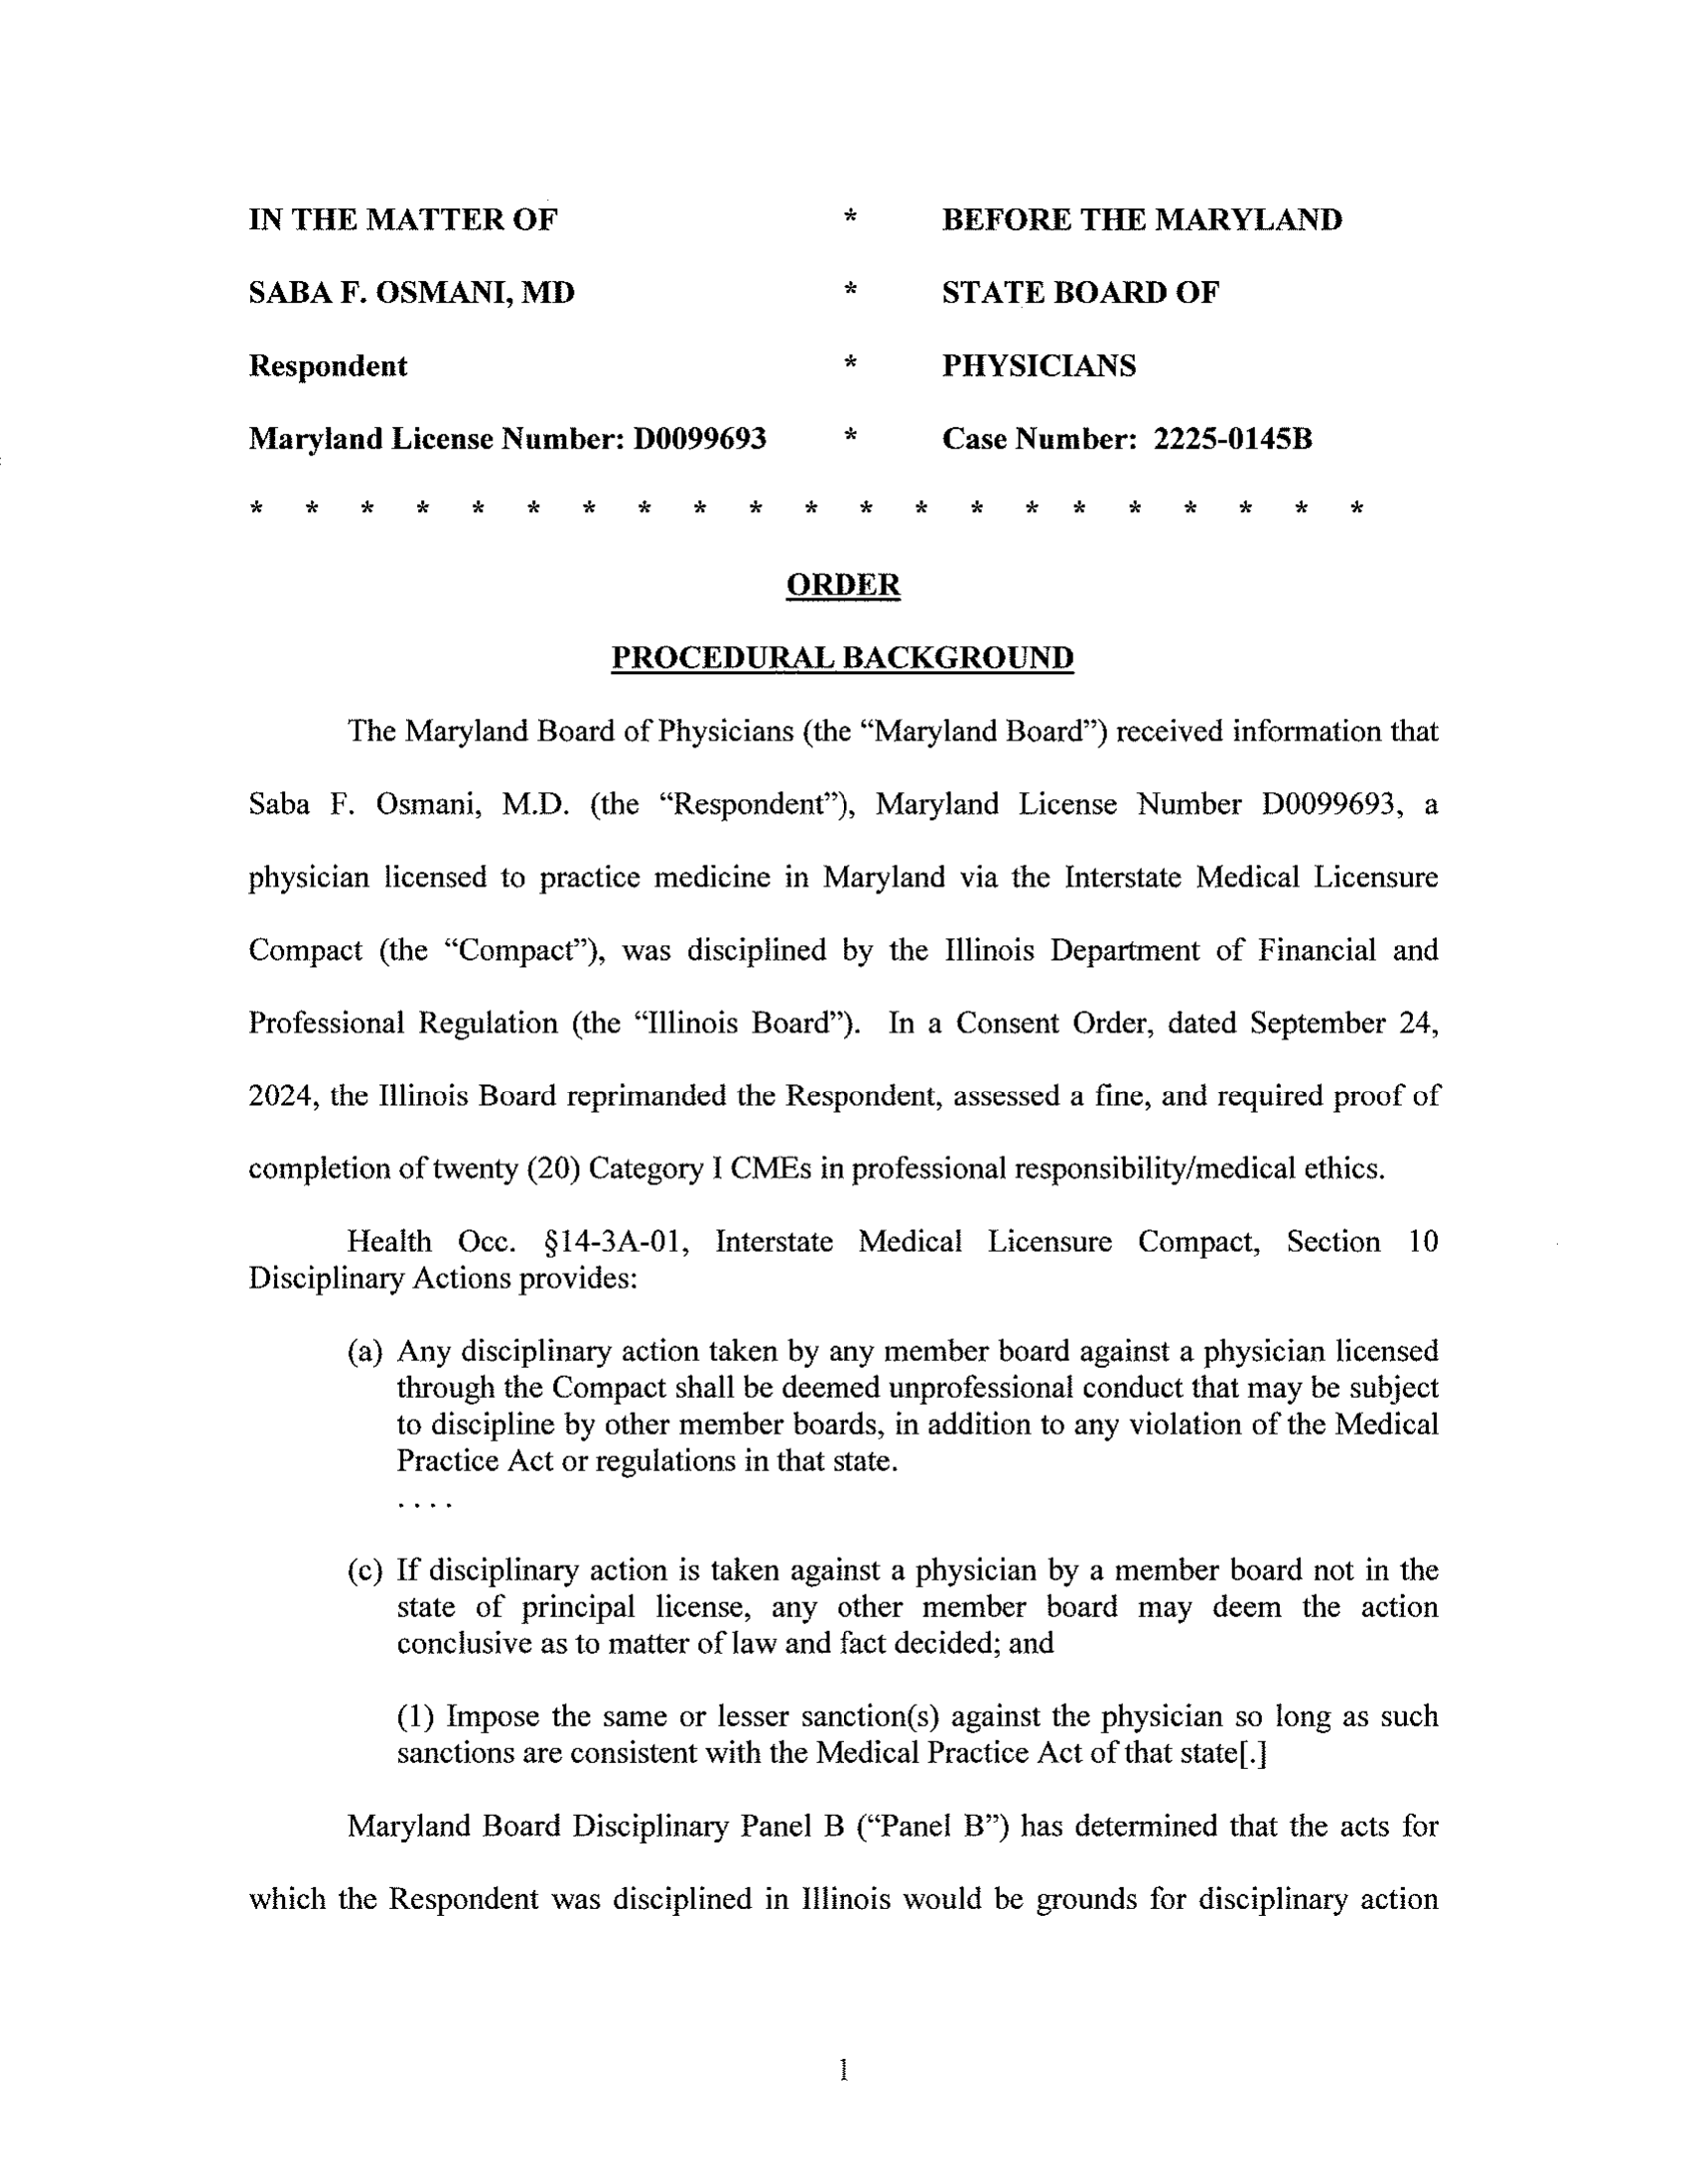 IN THE MATTER OF * BEFORE THE MARYLAND
SABA F. OSMANI, MD * STATE BOARD OF
Respondent * PHYSICIANS
Maryland License Number: D0099693 * Case Number: 2225-0145B
* * * * * * * * * * * * * * * * * * * * *
ORDER
PROCEDURAL BACKGROUND
The Maryland Board of Physicians (the “Maryland Board”) received information that
Saba F. Osmani, M.D. (the “Respondent”), Maryland License Number D0099693, a
physician licensed to practice medicine in Maryland via the Interstate Medical Licensure
Compact (the “Compact”), was disciplined by the Illinois Department of Financial and
Professional Regulation (the “Illinois Board”). In a Consent Order, dated September 24,
2024, the Illinois Board reprimanded the Respondent, assessed a fine, and required proof of
completion of twenty (20) Category I CMEs in professional responsibility/medical ethics.
Health Occ. §14-3A-01, Interstate Medical Licensure Compact, Section 10
Disciplinary Actions provides:
(a) Any disciplinary action taken by any member board against a physician licensed
through the Compact shall be deemed unprofessional conduct that may be subject
to discipline by other member boards, in addition to any violation of the Medical
Practice Act or regulations in that state.
. . . .
(c) If disciplinary action is taken against a physician by a member board not in the
state of principal license, any other member board may deem the action
conclusive as to matter of law and fact decided; and
(1) Impose the same or lesser sanction(s) against the physician so long as such
sanctions are consistent with the Medical Practice Act of that state[.]
Maryland Board Disciplinary Panel B (“Panel B”) has determined that the acts for
which the Respondent was disciplined in Illinois would be grounds for disciplinary action
1